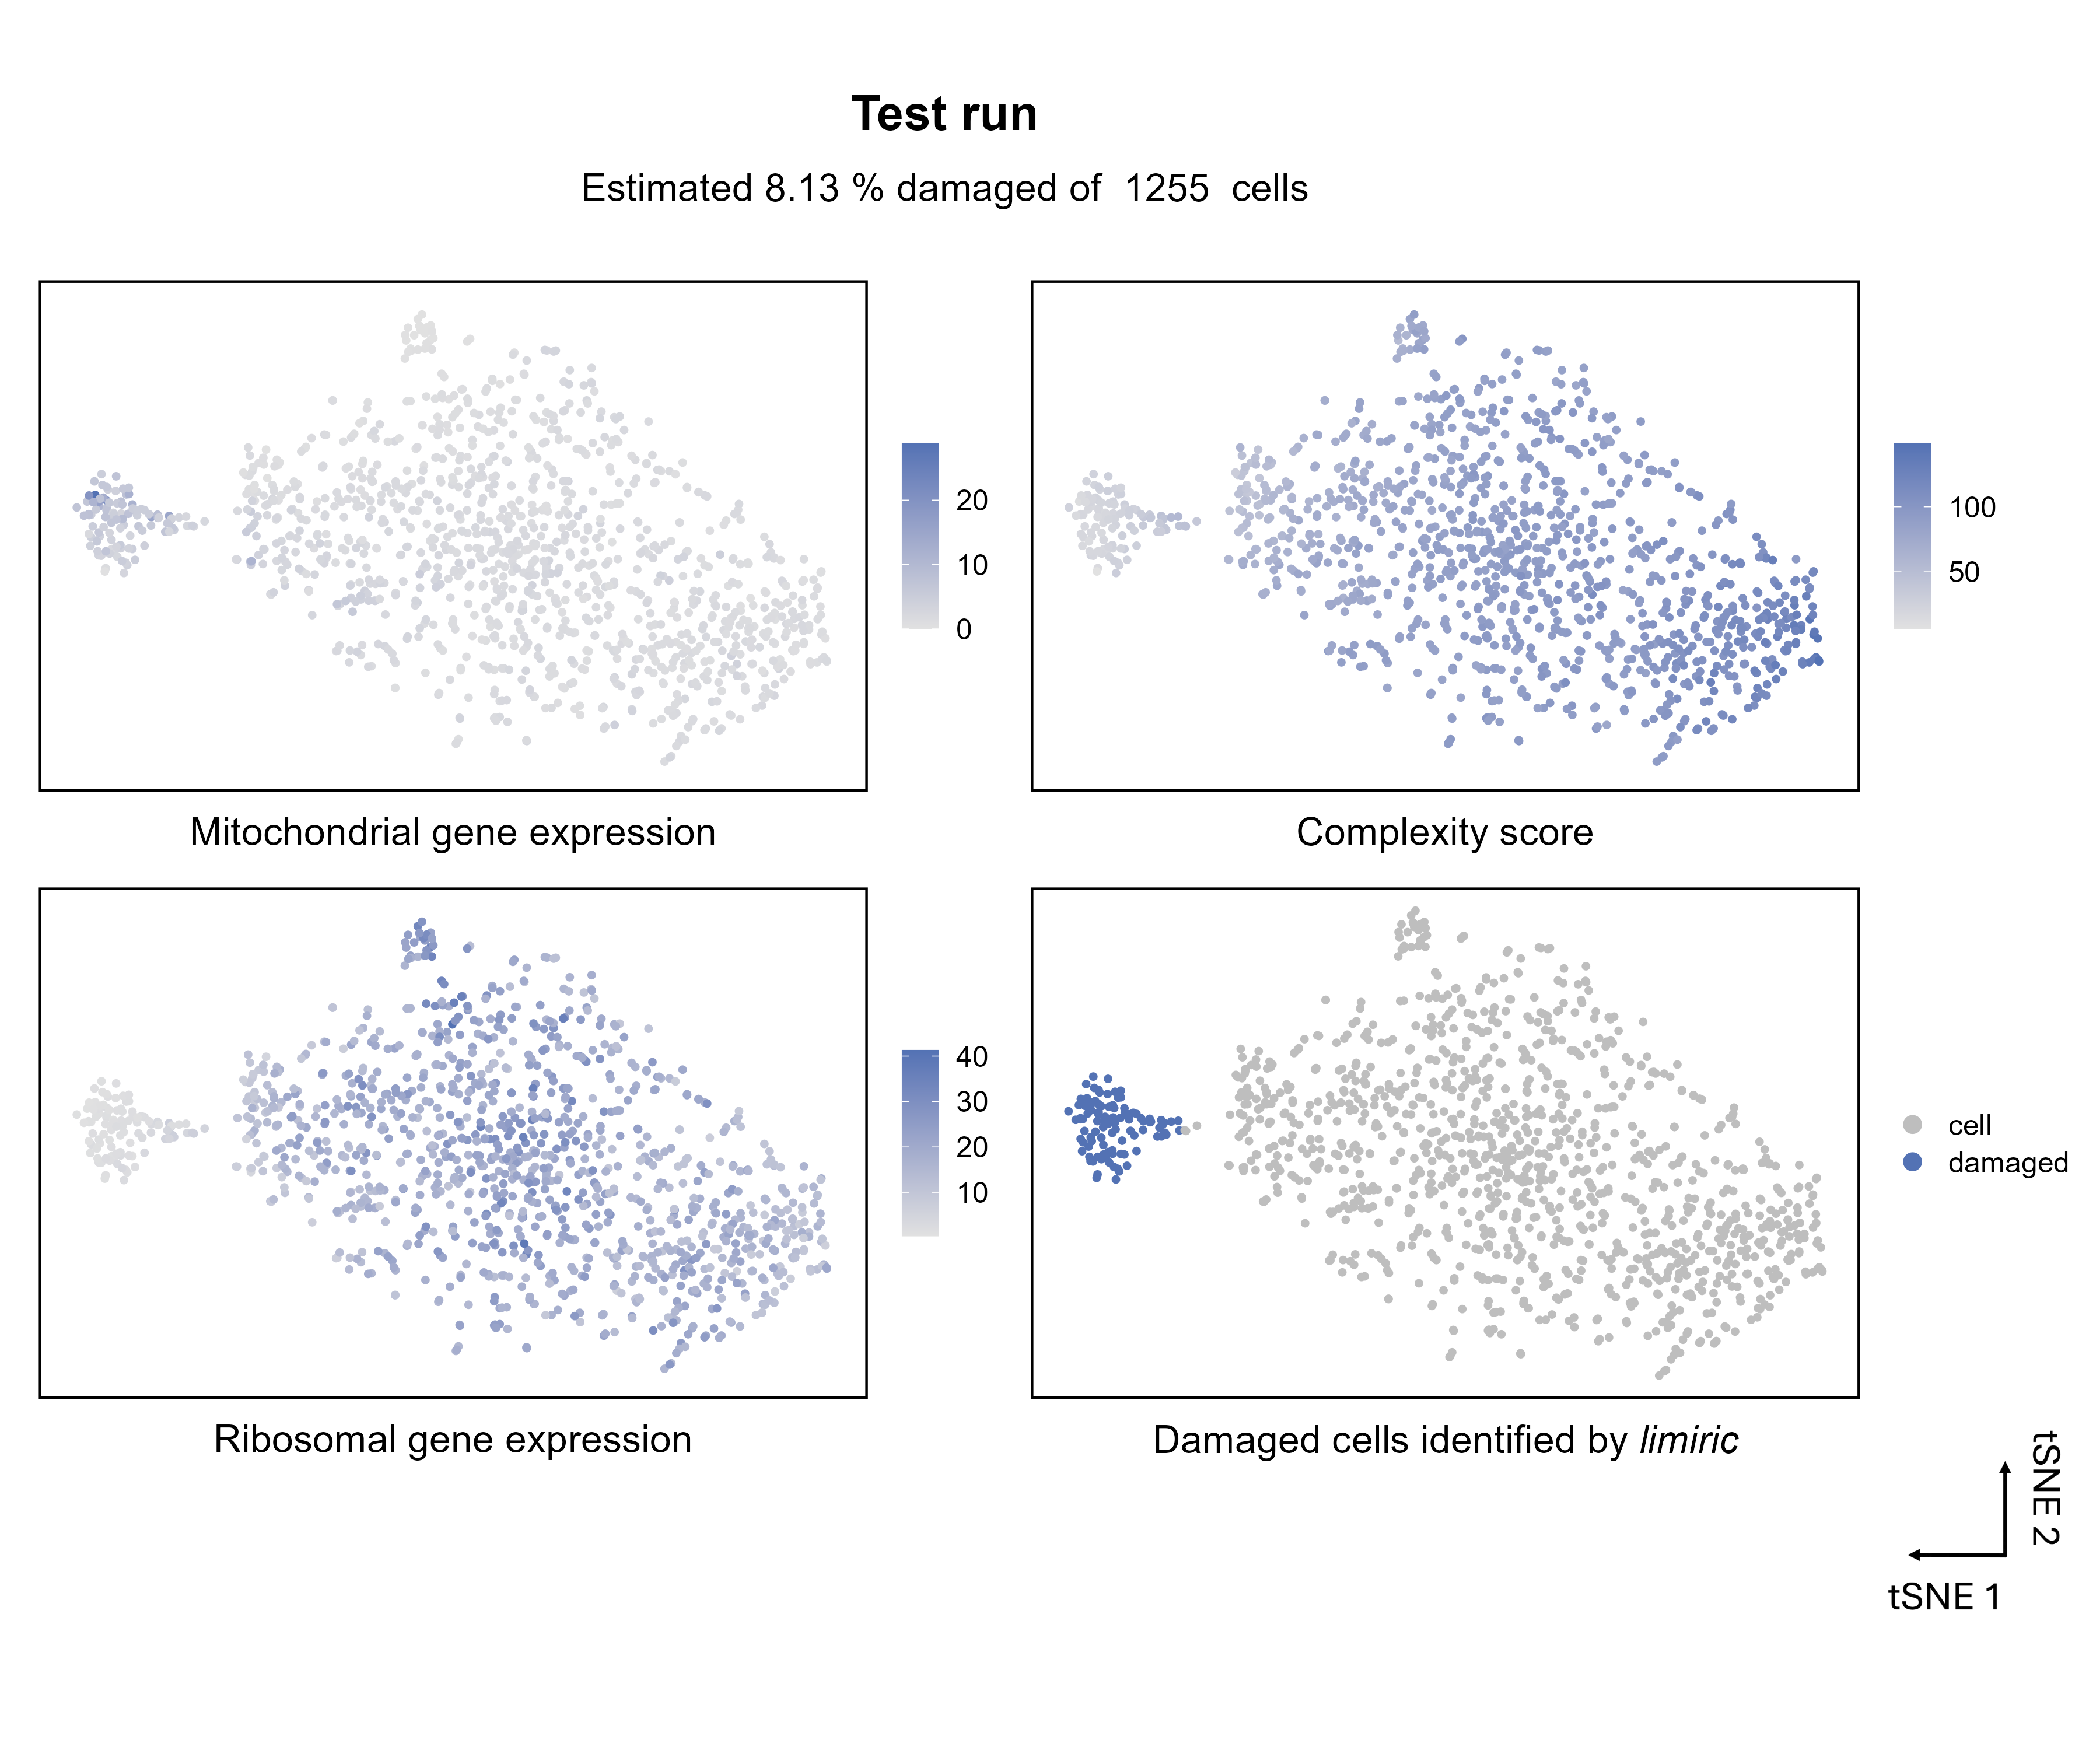 Test run
Estimated 8.13 % damaged of 1255 cells
20
10
0
Mitochondrial gene expression
100
50
Complexity score
40
30
20
10
Ribosomal gene expression
cell
damaged
Damaged cells identified by limiric
tSNE 2
tSNE 1